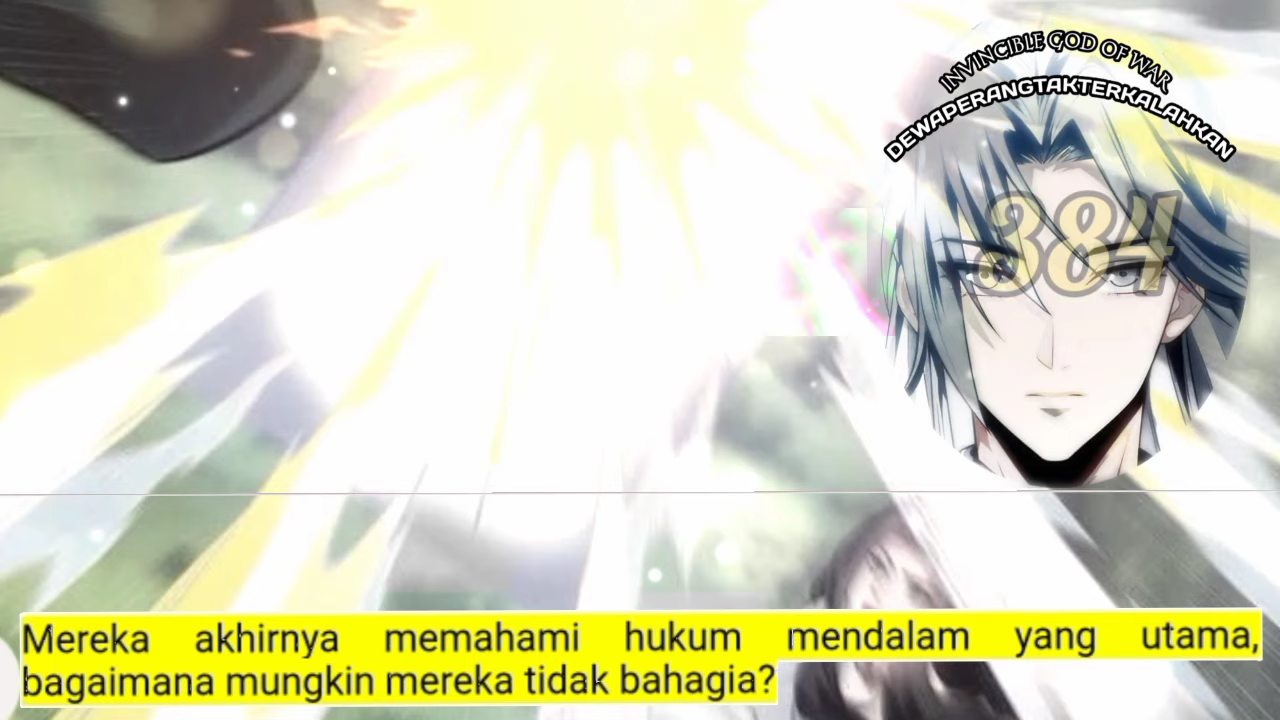 INVINCIBLE GOD OF WAR
DEWAPERANGTAKTERKALAHKAN
384
Mereka akhirnya memahami hukum mendalam yang utama,
bagaimana mungkin mereka tidak bahagia?